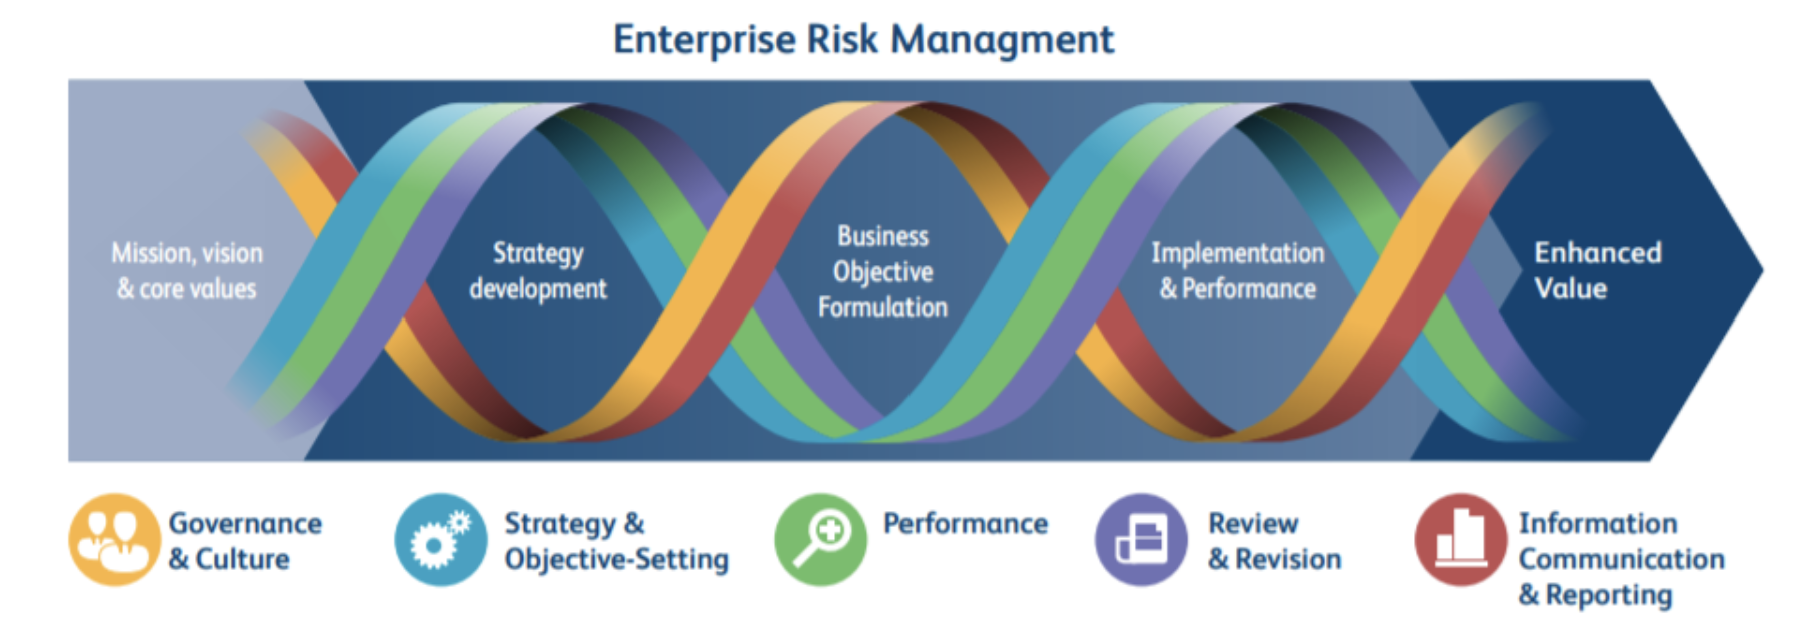 Enterprise Risk Managment
Mission, vision
& core values
Strategy
development
Business
Objective
Formulation
Implementation
& Performance
Enhanced
Value
Governance
& Culture
Strategy &
Objective-Setting
Performance
Review
& Revision
Information
Communication
& Reporting